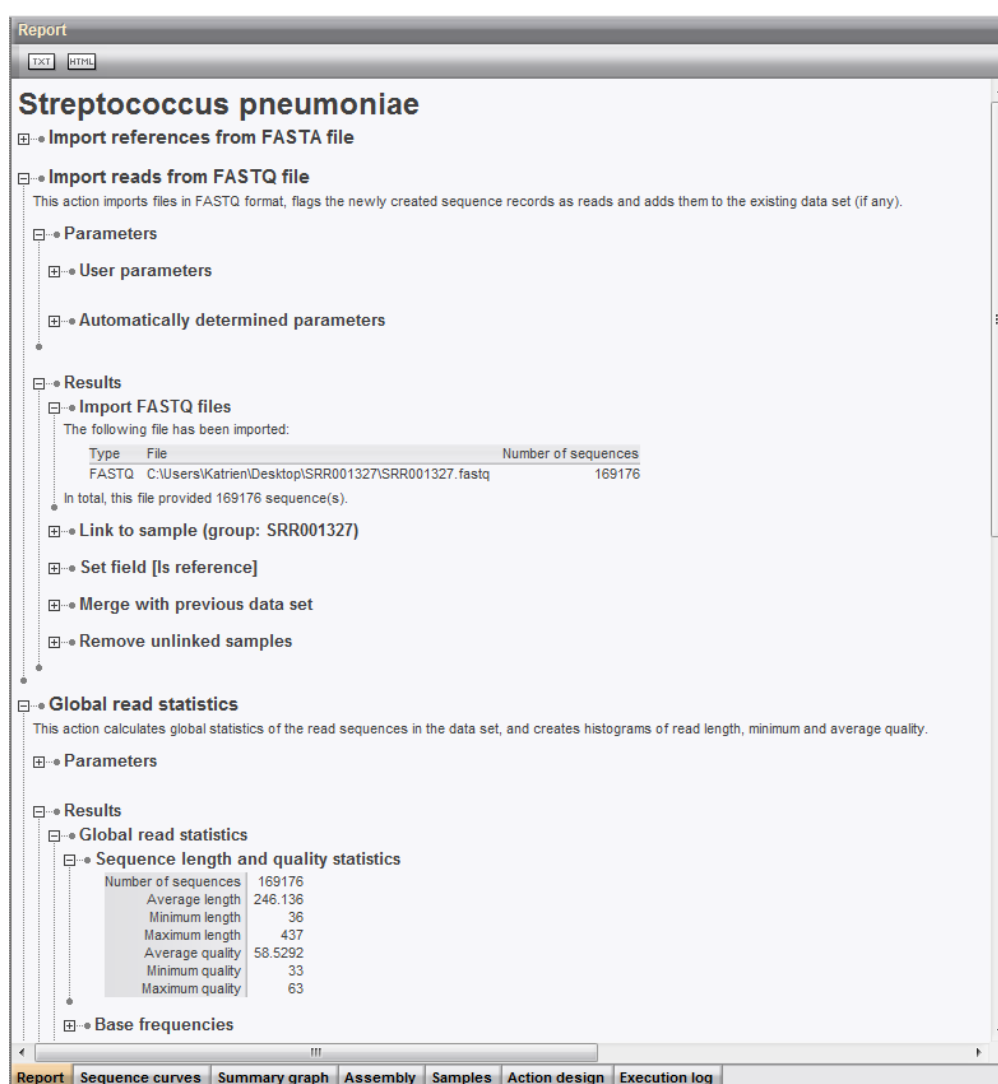 Report
TXT HTML
Streptococcus pneumoniae
Import references from FASTA file
Import reads from FASTQ file
This action imports files in FASTQ format, flags the newly created sequence records as reads and adds them to the existing data set (if any).
Parameters
User parameters
Automatically determined parameters
Results
Import FASTQ files
The following file has been imported:
Type File Number of sequences
FASTQ C:\Users\Katrien\Desktop\SRR001327\SRR001327.fastq 169176
In total, this file provided 169176 sequence(s).
Link to sample (group: SRR001327)
Set field [Is reference]
Merge with previous data set
Remove unlinked samples
Global read statistics
This action calculates global statistics of the read sequences in the data set, and creates histograms of read length, minimum and average quality.
Parameters
Results
Global read statistics
Sequence length and quality statistics
Number of sequences 169176
Average length 246.136
Minimum length 36
Maximum length 437
Average quality 58.5292
Minimum quality 33
Maximum quality 63
Base frequencies
Report Sequence curves Summary graph Assembly Samples Action design Execution log